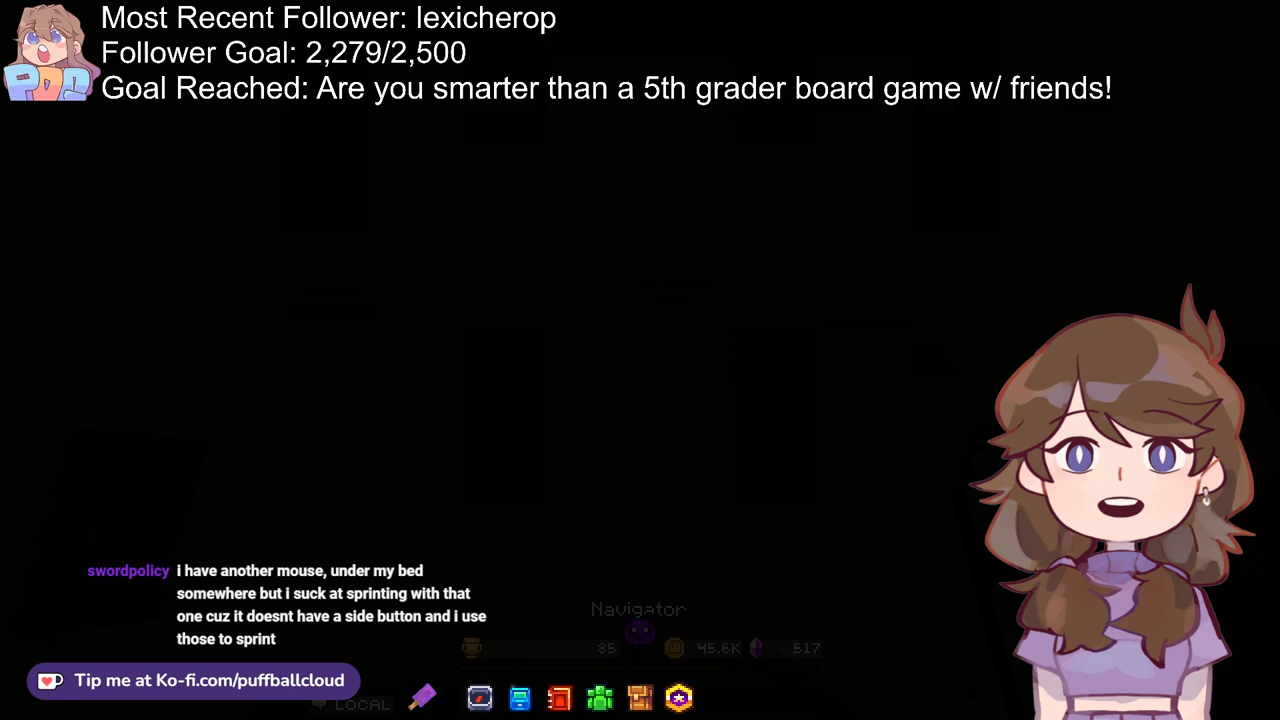 Most Recent Follower: lexicherop
Follower Goal: 2,279/2,500
Goal Reached: Are you smarter than a 5th grader board game w/ friends!
PDC
swordpolicy i have another mouse, under my bed
somewhere but i suck at sprinting with that
one cuz it doesnt have a side button and i use
those to sprint
Navigator
85 45.6K 517
Tip me at Ko-fi.com/puffballcloud
LOCAL